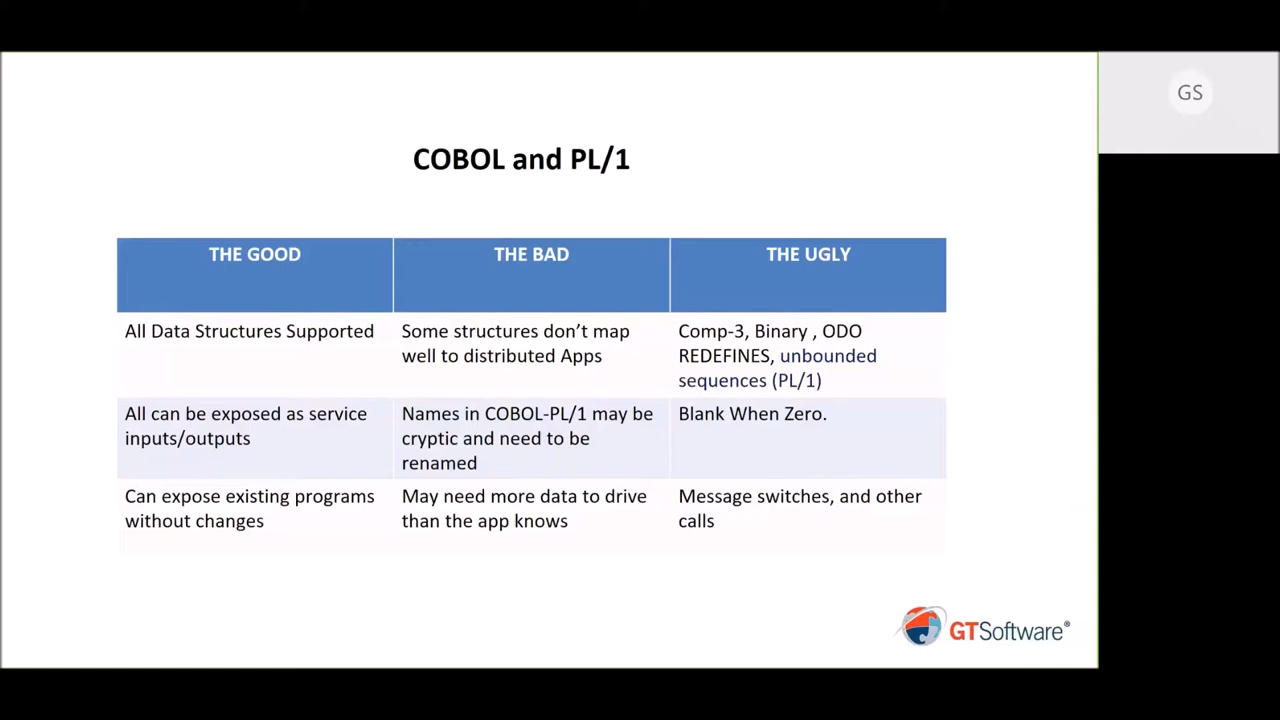 GS
COBOL and PL/1
THE GOOD
THE BAD
THE UGLY
All Data Structures Supported
Some structures don’t map
well to distributed Apps
Comp-3, Binary , ODO
REDEFINES, unbounded
sequences (PL/1)
All can be exposed as service
inputs/outputs
Names in COBOL-PL/1 may be
cryptic and need to be
renamed
Blank When Zero.
Can expose existing programs
without changes
May need more data to drive
than the app knows
Message switches, and other
calls
GTSoftware®